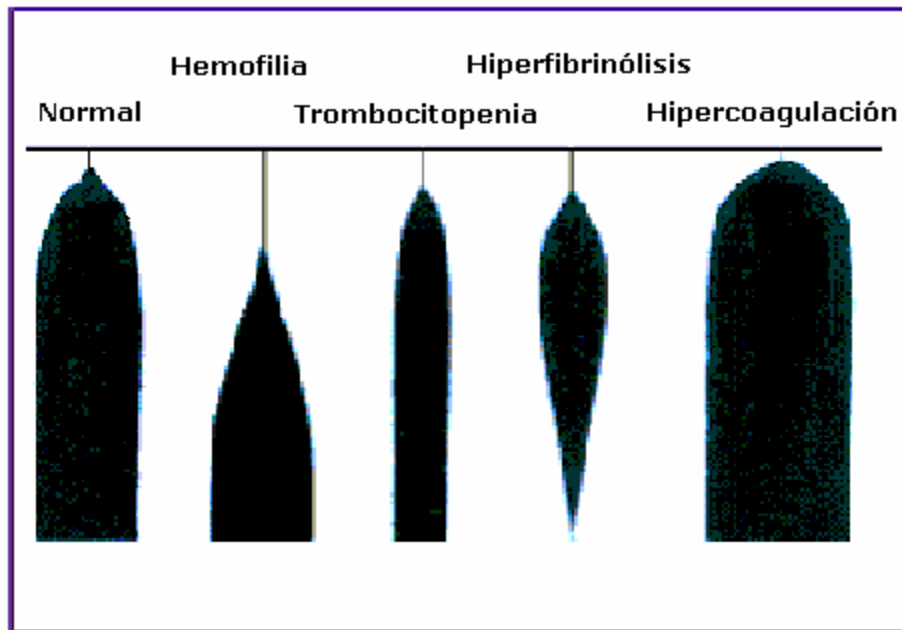 Hemofilia
Hiperfibrinólisis
Normal
Trombocitopenia
Hipercoagulación